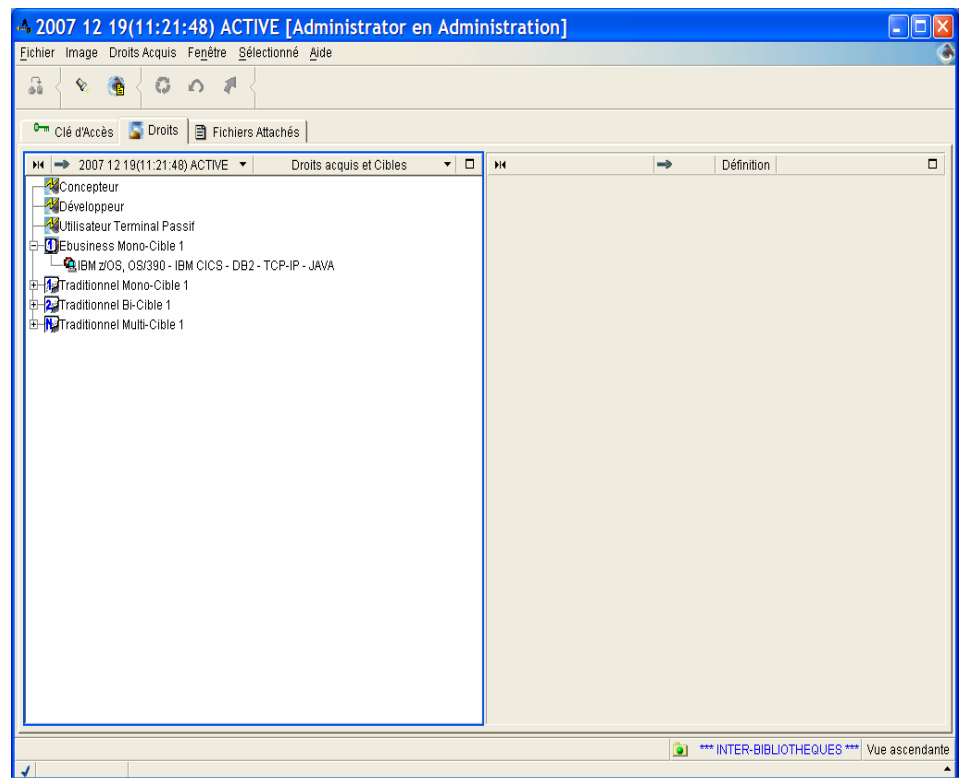 2007 12 19(11:21:48) ACTIVE [Administrator en Administration]
Fichier Image Droits Acquis Fenêtre Sélectionné Aide
Clé d'Accès Droits Fichiers Attachés
2007 12 19(11:21:48) ACTIVE Droits acquis et Cibles Définition
Concepteur
Développeur
Utilisateur Terminal Passif
1 Ebusiness Mono-Cible 1
IBM z/OS, OS/390 - IBM CICS - DB2 - TCP-IP - JAVA
1 Traditionnel Mono-Cible 1
2 Traditionnel Bi-Cible 1
N Traditionnel Multi-Cible 1
*** INTER-BIBLIOTHEQUES *** Vue ascendante